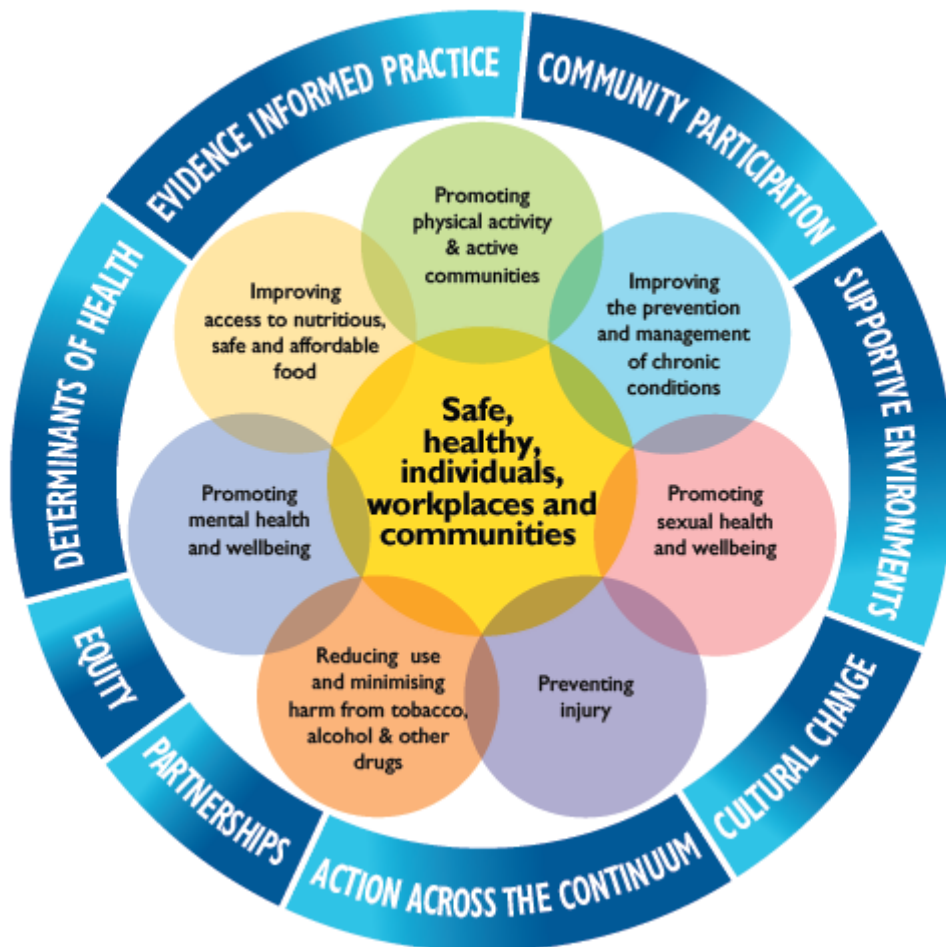 EVIDENCE INFORMED PRACTICE
COMMUNITY PARTICIPATION
SUPPORTIVE ENVIRONMENTS
CULTURAL CHANGE
ACTION ACROSS THE CONTINUUM
PARTNERSHIPS
EQUITY
DETERMINANTS OF HEALTH
Promoting
physical activity
& active
communities
Improving
the prevention
and management
of chronic
conditions
Promoting
sexual health
and wellbeing
Preventing
injury
Reducing use
and minimising
harm from tobacco,
alcohol & other
drugs
Promoting
mental health
and wellbeing
Improving
access to nutritious,
safe and affordable
food
Safe,
healthy,
individuals,
workplaces and
communities